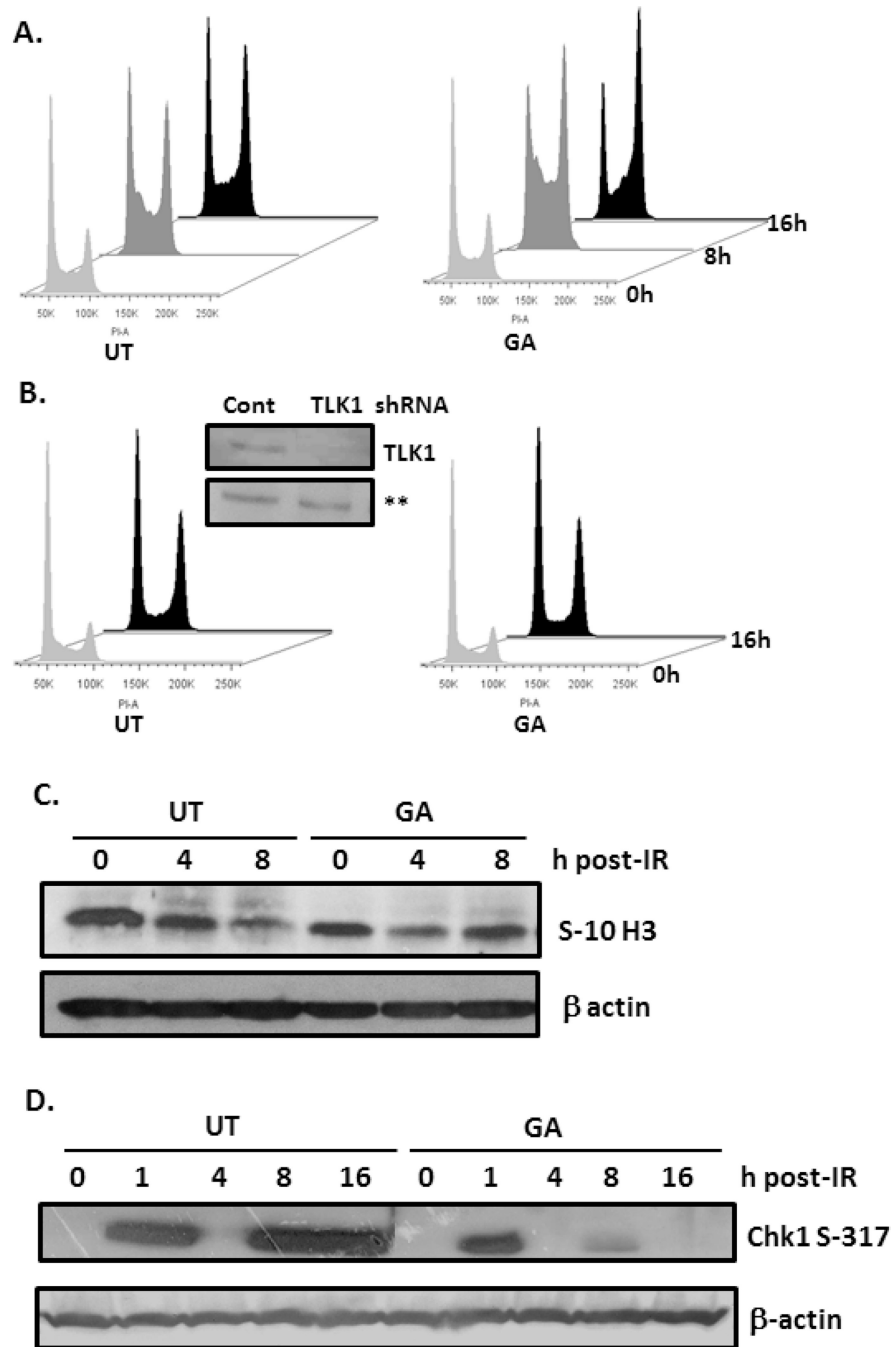 A.
16h
8h
0h
50K 100K 150K 200K 250K
PI-A
UT
50K 100K 150K 200K 250K
PI-A
GA
B.
Cont TLK1 shRNA
TLK1
**
16h
0h
50K 100K 150K 200K 250K
PI-A
UT
50K 100K 150K 200K 250K
PI-A
GA
C.
UT GA
0 4 8 0 4 8 h post-IR
S-10 H3
β actin
D.
UT GA
0 1 4 8 16 0 1 4 8 16 h post-IR
Chk1 S-317
β-actin